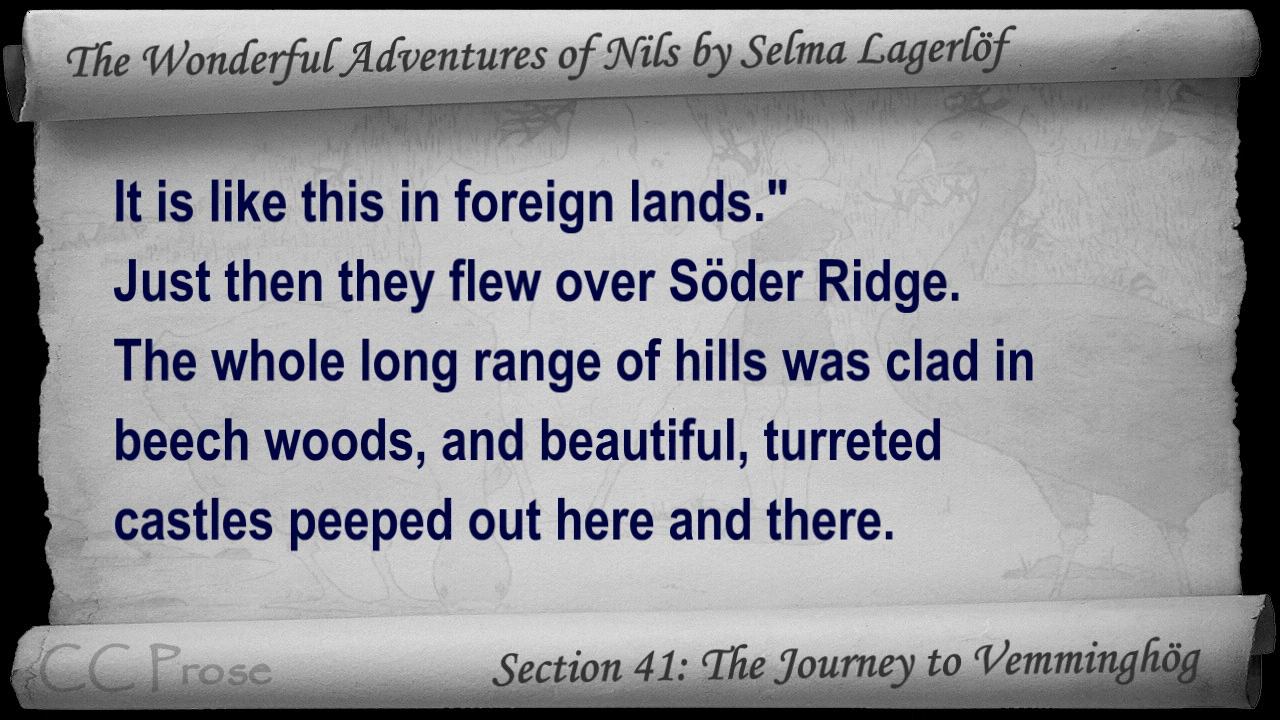 The Wonderful Adventures of Nils by Selma Lagerlöf
It is like this in foreign lands."
Just then they flew over Söder Ridge.
The whole long range of hills was clad in
beech woods, and beautiful, turreted
castles peeped out here and there.
CC Prose
Section 41: The Journey to Vemminghög